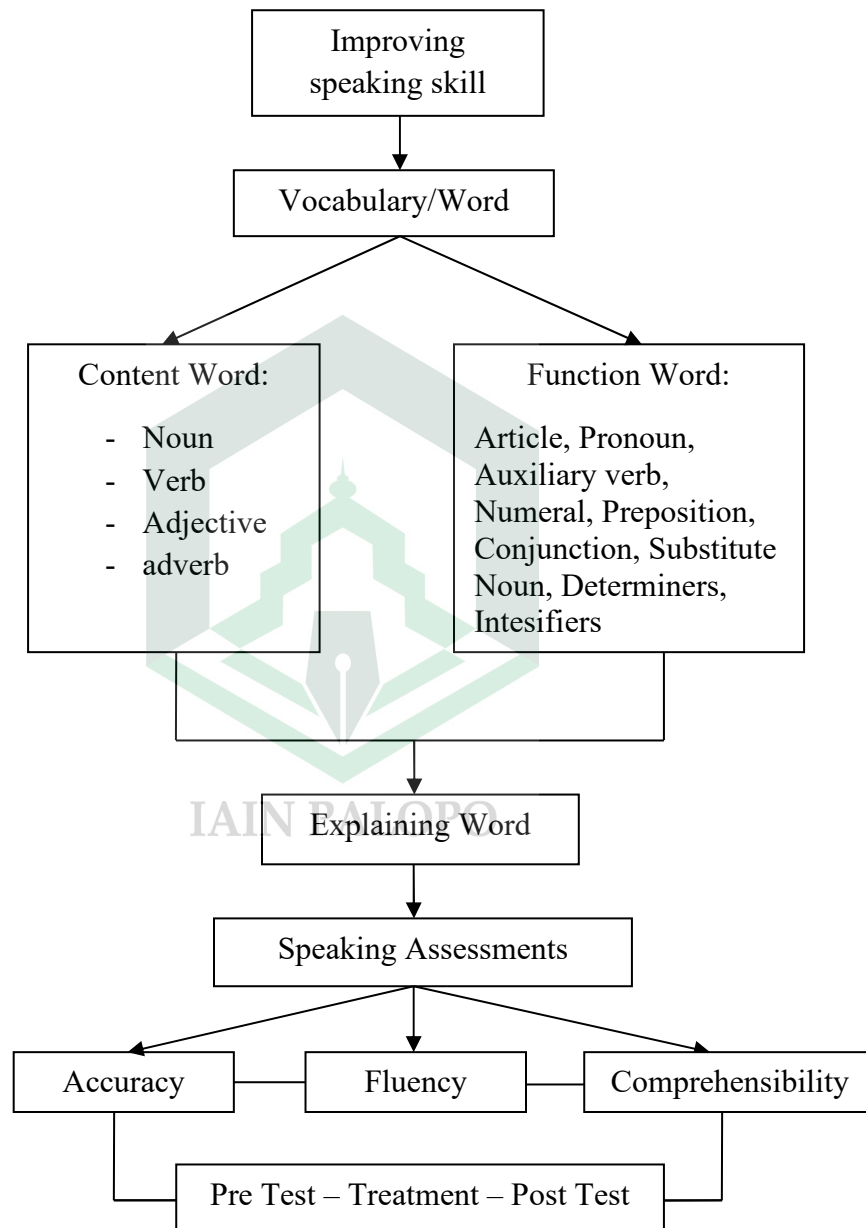 Improving
speaking skill
Vocabulary/Word
Content Word:
- Noun
- Verb
- Adjective
- adverb
Function Word:
Article, Pronoun,
Auxiliary verb,
Numeral, Preposition,
Conjunction, Substitute
Noun, Determiners,
Intesifiers
IAIN PALOPO
Explaining Word
Speaking Assessments
Accuracy
Fluency
Comprehensibility
Pre Test – Treatment – Post Test